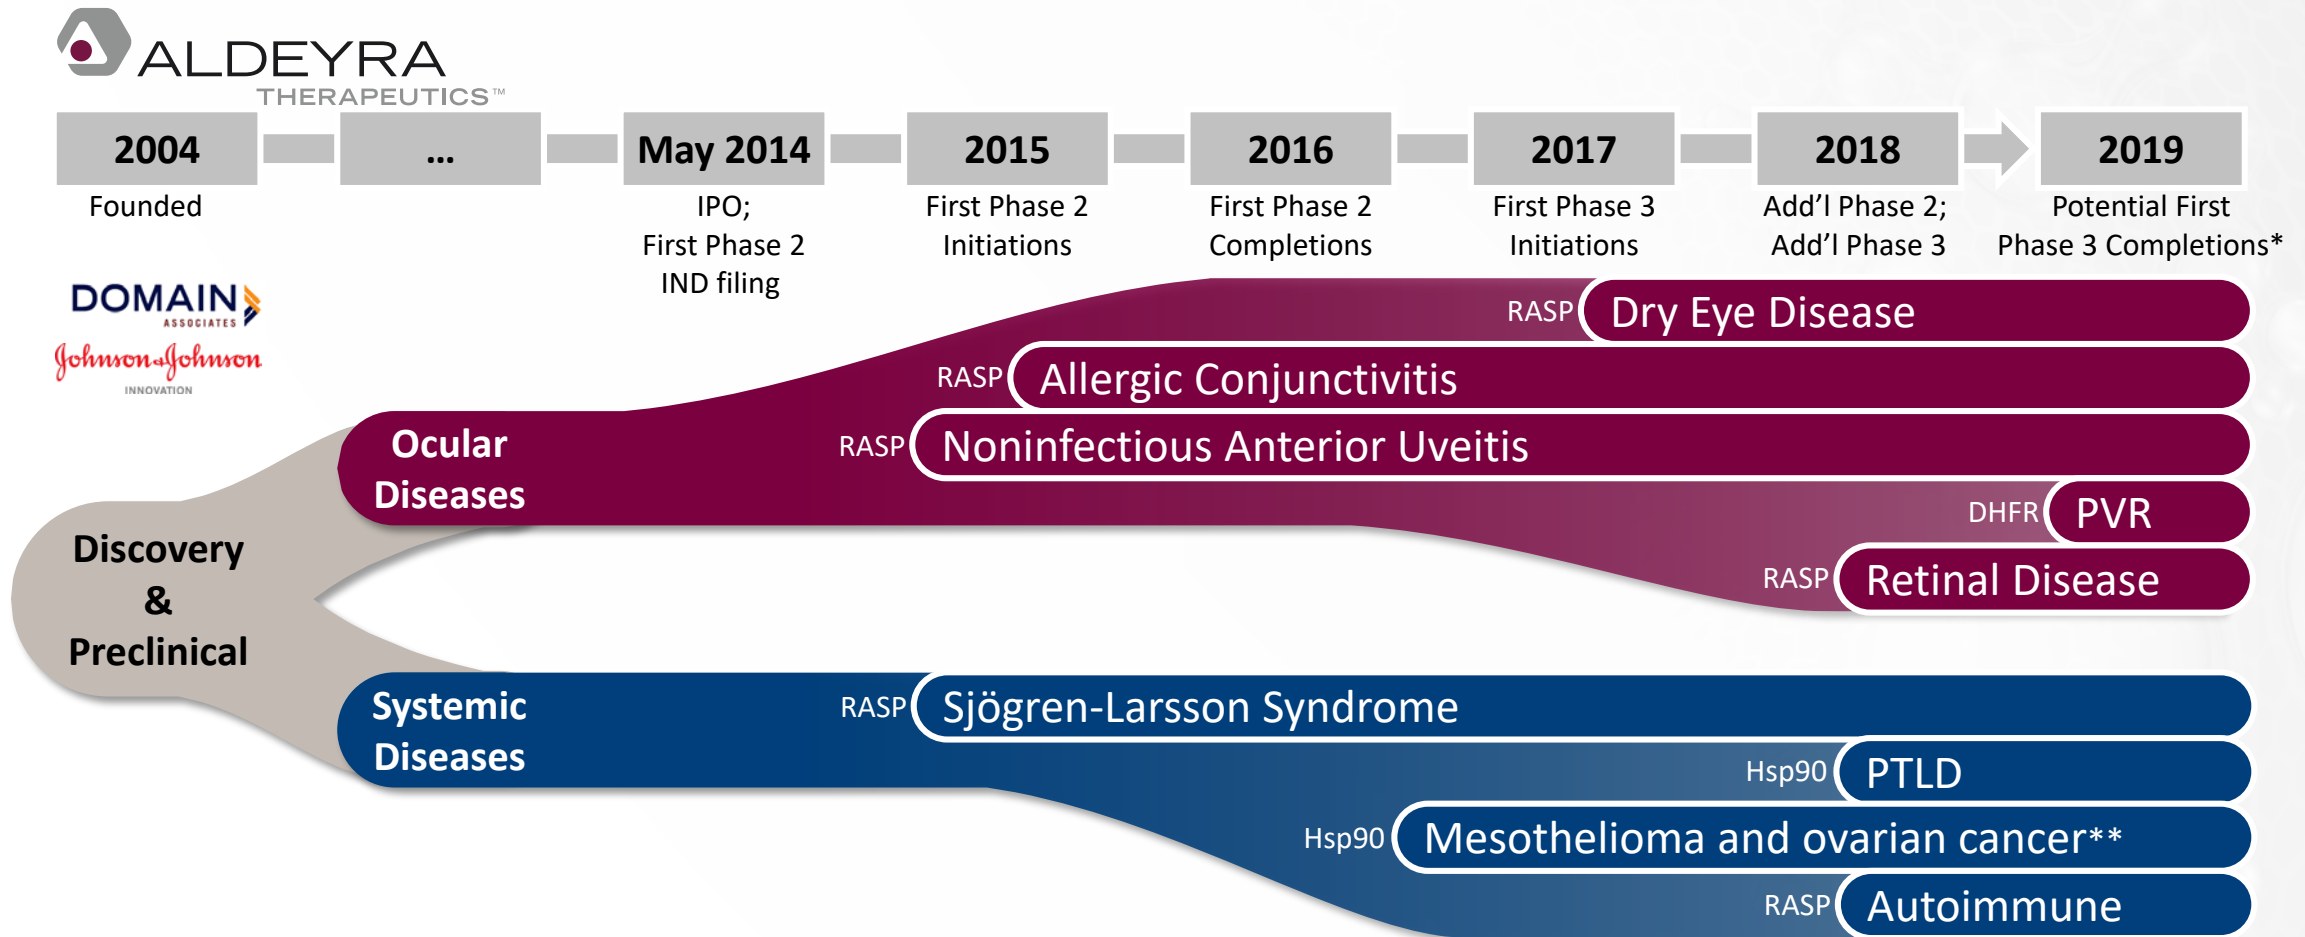 ALDEYRA
THERAPEUTICS™
2004
...
May 2014
2015
2016
2017
2018
2019
Founded
IPO;
First Phase 2
IND filing
First Phase 2
Initiations
First Phase 2
Completions
First Phase 3
Initiations
Add'l Phase 2;
Add'l Phase 3
Potential First
Phase 3 Completions*
DOMAIN
ASSOCIATES
Johnson & Johnson
INNOVATION
Discovery
&
Preclinical
Ocular
Diseases
RASP Dry Eye Disease
RASP Allergic Conjunctivitis
RASP Noninfectious Anterior Uveitis
DHFR PVR
RASP Retinal Disease
Systemic
Diseases
RASP Sjögren-Larsson Syndrome
Hsp90 PTLD
Hsp90 Mesothelioma and ovarian cancer**
RASP Autoimmune